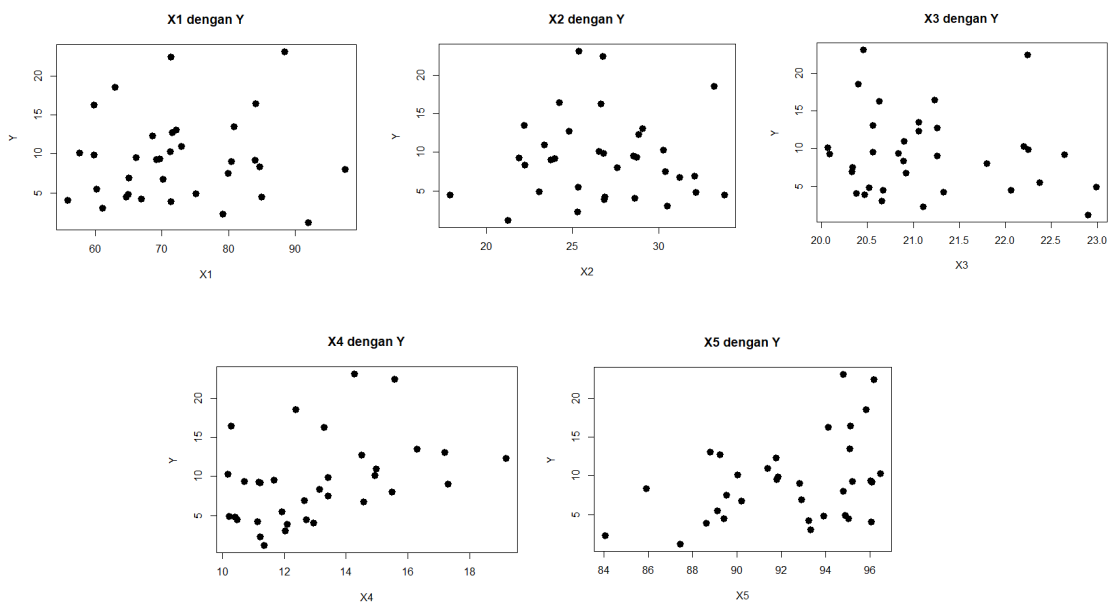 X1 dengan Y
Y
5 10 15 20
60 70 80 90
X1
X2 dengan Y
Y
5 10 15 20
20 25 30
X2
X3 dengan Y
Y
5 10 15 20
20.0 20.5 21.0 21.5 22.0 22.5 23.0
X3
X4 dengan Y
Y
5 10 15 20
10 12 14 16 18
X4
X5 dengan Y
Y
5 10 15 20
84 86 88 90 92 94 96
X5